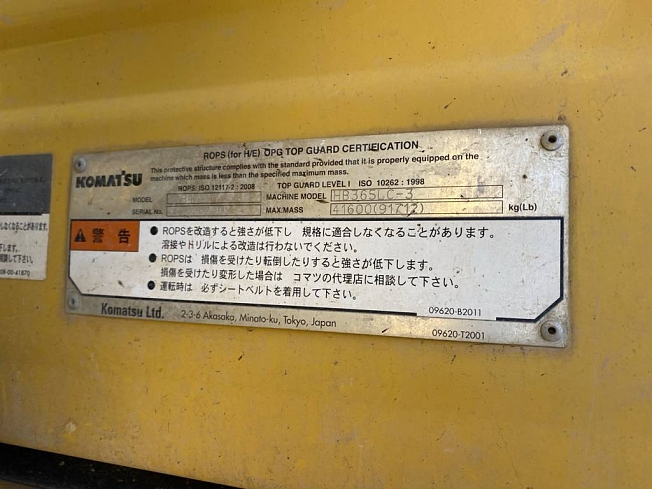 ROPS (for H/E) OPG TOP GUARD CERTIFICATION
This protective structure complies with the standard provided that it is properly equipped on the
machine which mass is less than the specified maximum mass.
KOMATSU
ROPS: ISO 12117-2 : 2008 TOP GUARD LEVEL I ISO 10262 : 1998
MODEL MACHINE MODEL HB365LC-3
SERIAL No. MAX.MASS 41600(91712) kg(Lb)
警告
● ROPSを改造すると強さが低下し 規格に適合しなくなることがあります。
溶接やドリルによる改造は行わないでください。
● ROPSは 損傷を受けたり転倒したりすると強さが低下します。
損傷を受けたり変形した場合は コマツの代理店に相談して下さい。
● 運転時は 必ずシートベルトを着用して下さい。
09620-B2011
Komatsu Ltd. 2-3-6 Akasaka, Minato-ku, Tokyo, Japan
09620-T2001